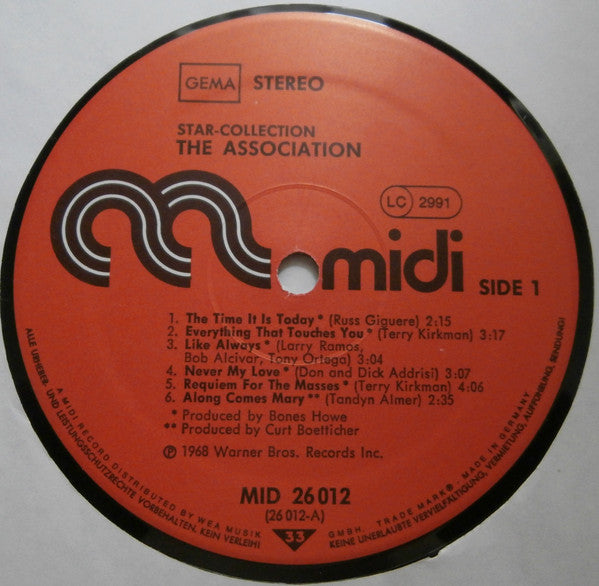 GEMA STEREO
STAR-COLLECTION
THE ASSOCIATION
LC 2991
midi
SIDE 1
1. The Time It Is Today * (Russ Giguere) 2:15
2. Everything That Touches You * (Terry Kirkman) 3:17
3. Like Always * (Larry Ramos,
Bob Alcivar, Tony Ortega) 3:04
4. Never My Love * (Don and Dick Addrisi) 3:07
5. Requiem For The Masses * (Terry Kirkman) 4:06
6. Along Comes Mary ** (Tandyn Almer) 2:35
* Produced by Bones Howe
** Produced by Curt Boetticher
℗ 1968 Warner Bros. Records Inc.
MID 26 012
(26 012-A)
33
A MIDI RECORD DISTRIBUTED BY WEA MUSIK GMBH. TRADE MARK® MADE IN GERMANY
ALLE URHEBER- UND LEISTUNGSSCHUTZRECHTE VORBEHALTEN. KEIN VERLEIH! KEINE UNERLAUBTE VERVIELFÄLTIGUNG, VERMIETUNG, AUFFÜHRUNG, SENDUNG!